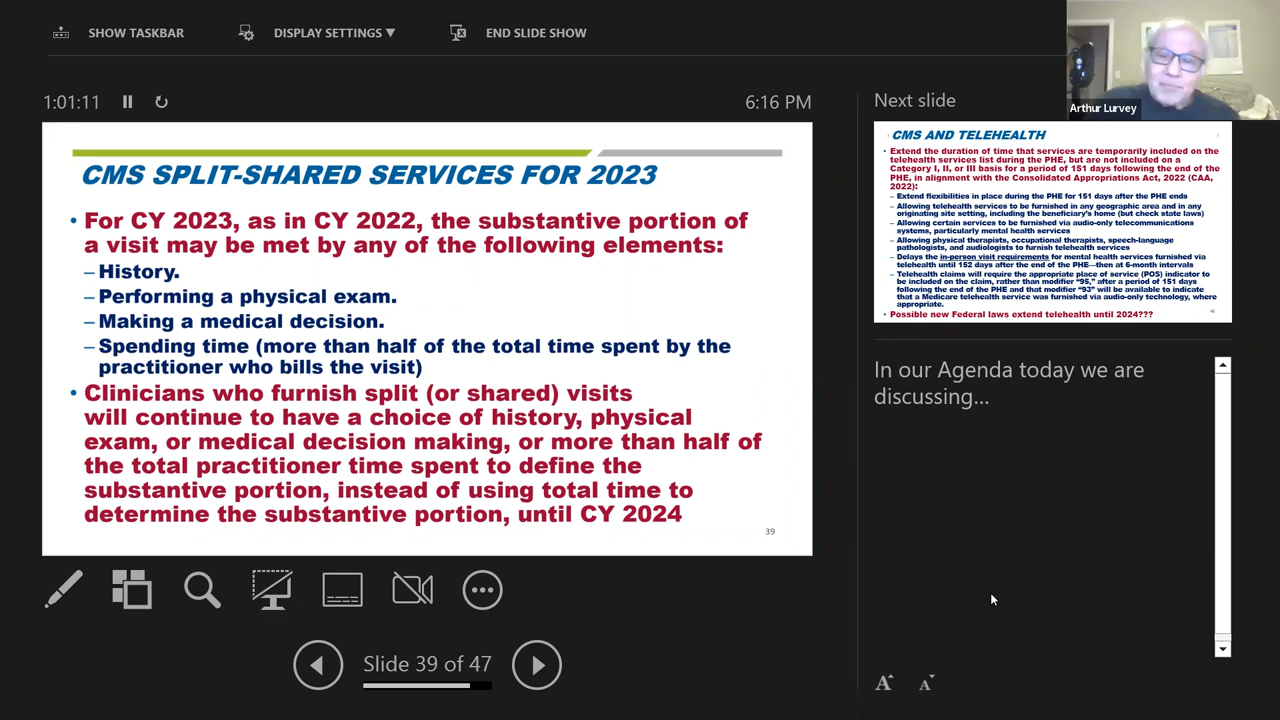 SHOW TASKBAR
DISPLAY SETTINGS ▼
END SLIDE SHOW
Arthur Lurvey
1:01:11
6:16 PM
CMS SPLIT-SHARED SERVICES FOR 2023
• For CY 2023, as in CY 2022, the substantive portion of
a visit may be met by any of the following elements:
– History.
– Performing a physical exam.
– Making a medical decision.
– Spending time (more than half of the total time spent by the
practitioner who bills the visit)
• Clinicians who furnish split (or shared) visits
will continue to have a choice of history, physical
exam, or medical decision making, or more than half of
the total practitioner time spent to define the
substantive portion, instead of using total time to
determine the substantive portion, until CY 2024
39
Slide 39 of 47
Next slide
CMS AND TELEHEALTH
• Extend the duration of time that services are temporarily included on the
telehealth services list during the PHE, but are not included on a
Category I, II, or III basis for a period of 151 days following the end of the
PHE, in alignment with the Consolidated Appropriations Act, 2022 (CAA,
2022):
– Extend flexibilities in place during the PHE for 151 days after the PHE ends
– Allowing telehealth services to be furnished in any geographic area and in any
originating site setting, including the beneficiary's home (but check state laws)
– Allowing certain services to be furnished via audio-only telecommunications
systems, particularly mental health services
– Allowing physical therapists, occupational therapists, speech-language
pathologists, and audiologists to furnish telehealth services
– Delays the in-person visit requirements for mental health services furnished via
telehealth until 152 days after the end of the PHE—then at 6-month intervals
– Telehealth claims will require the appropriate place of service (POS) indicator to
be included on the claim, rather than modifier "95," after a period of 151 days
following the end of the PHE and that modifier "93" will be available to indicate
that a Medicare telehealth service was furnished via audio-only technology, where
appropriate.
• Possible new Federal laws extend telehealth until 2024???
40
In our Agenda today we are
discussing...
A A